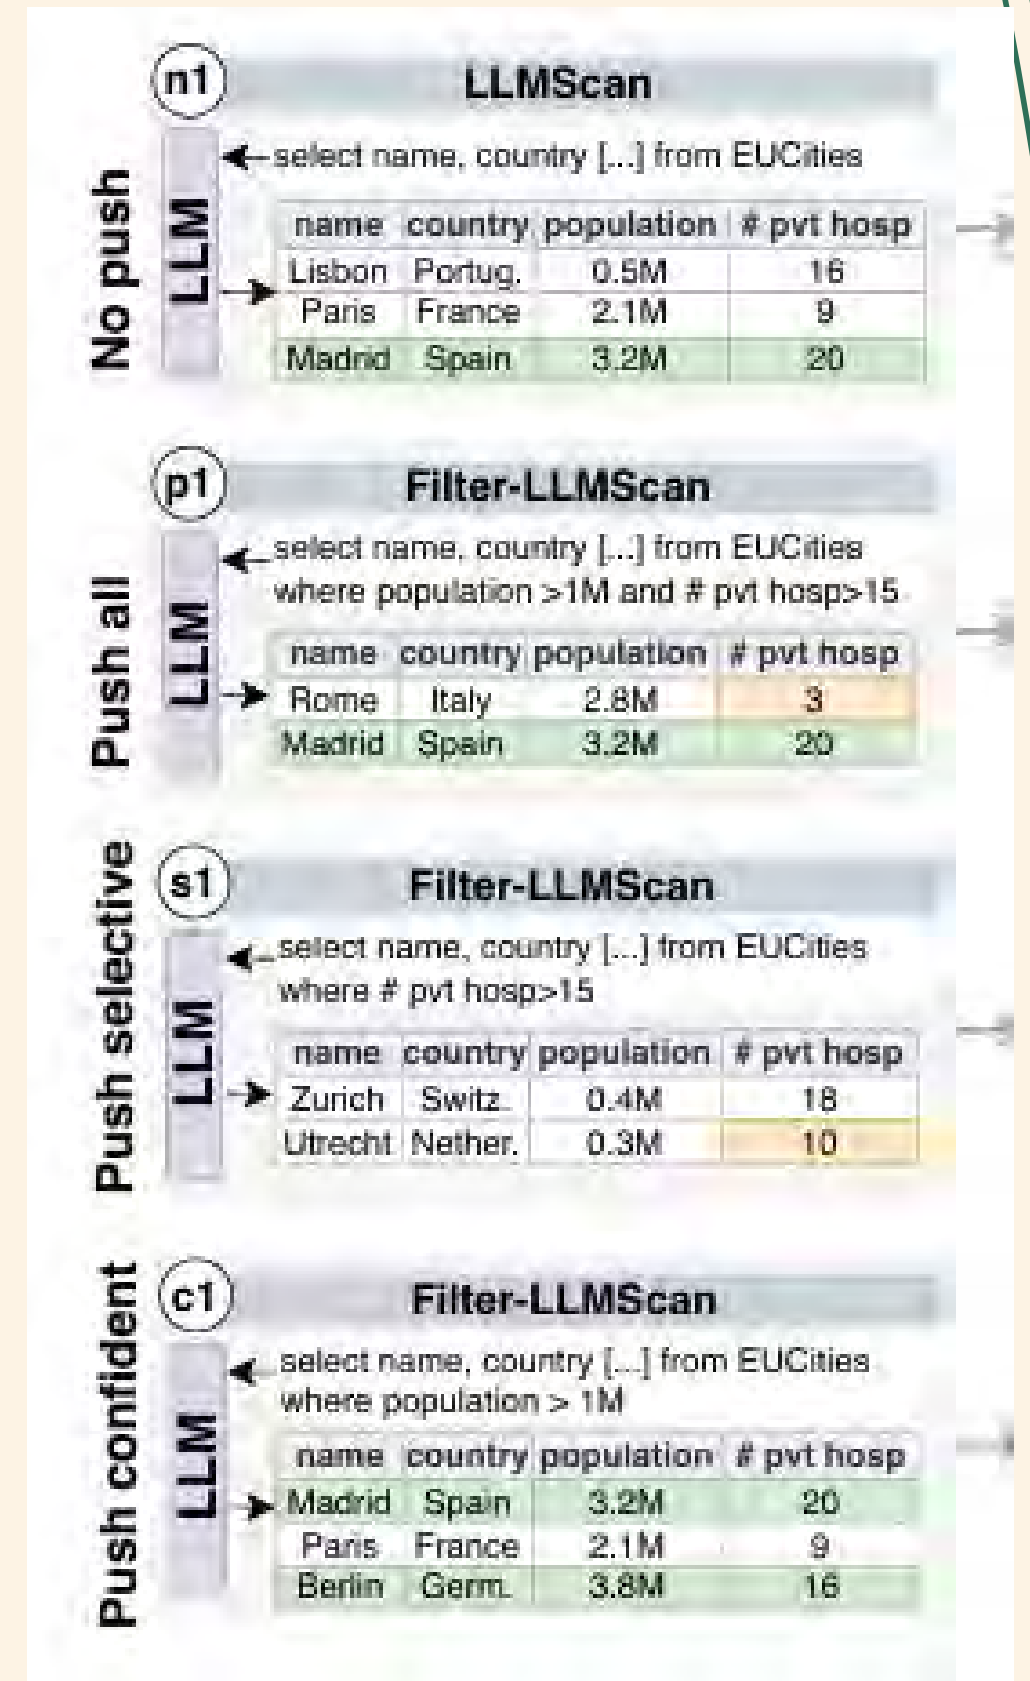 No push
n1
LLMScan
LLM
select name, country [...] from EUCities
name country population # pvt hosp
Lisbon Portug. 0.5M 16
Paris France 2.1M 9
Madrid Spain 3.2M 20
Push all
p1
Filter-LLMScan
LLM
select name, country [...] from EUCities
where population >1M and # pvt hosp>15
name country population # pvt hosp
Rome Italy 2.8M 3
Madrid Spain 3.2M 20
Push selective
s1
Filter-LLMScan
LLM
select name, country [...] from EUCities
where # pvt hosp>15
name country population # pvt hosp
Zurich Switz. 0.4M 18
Utrecht Nether. 0.3M 10
Push confident
c1
Filter-LLMScan
LLM
select name, country [...] from EUCities
where population > 1M
name country population # pvt hosp
Madrid Spain 3.2M 20
Paris France 2.1M 9
Berlin Germ. 3.8M 16